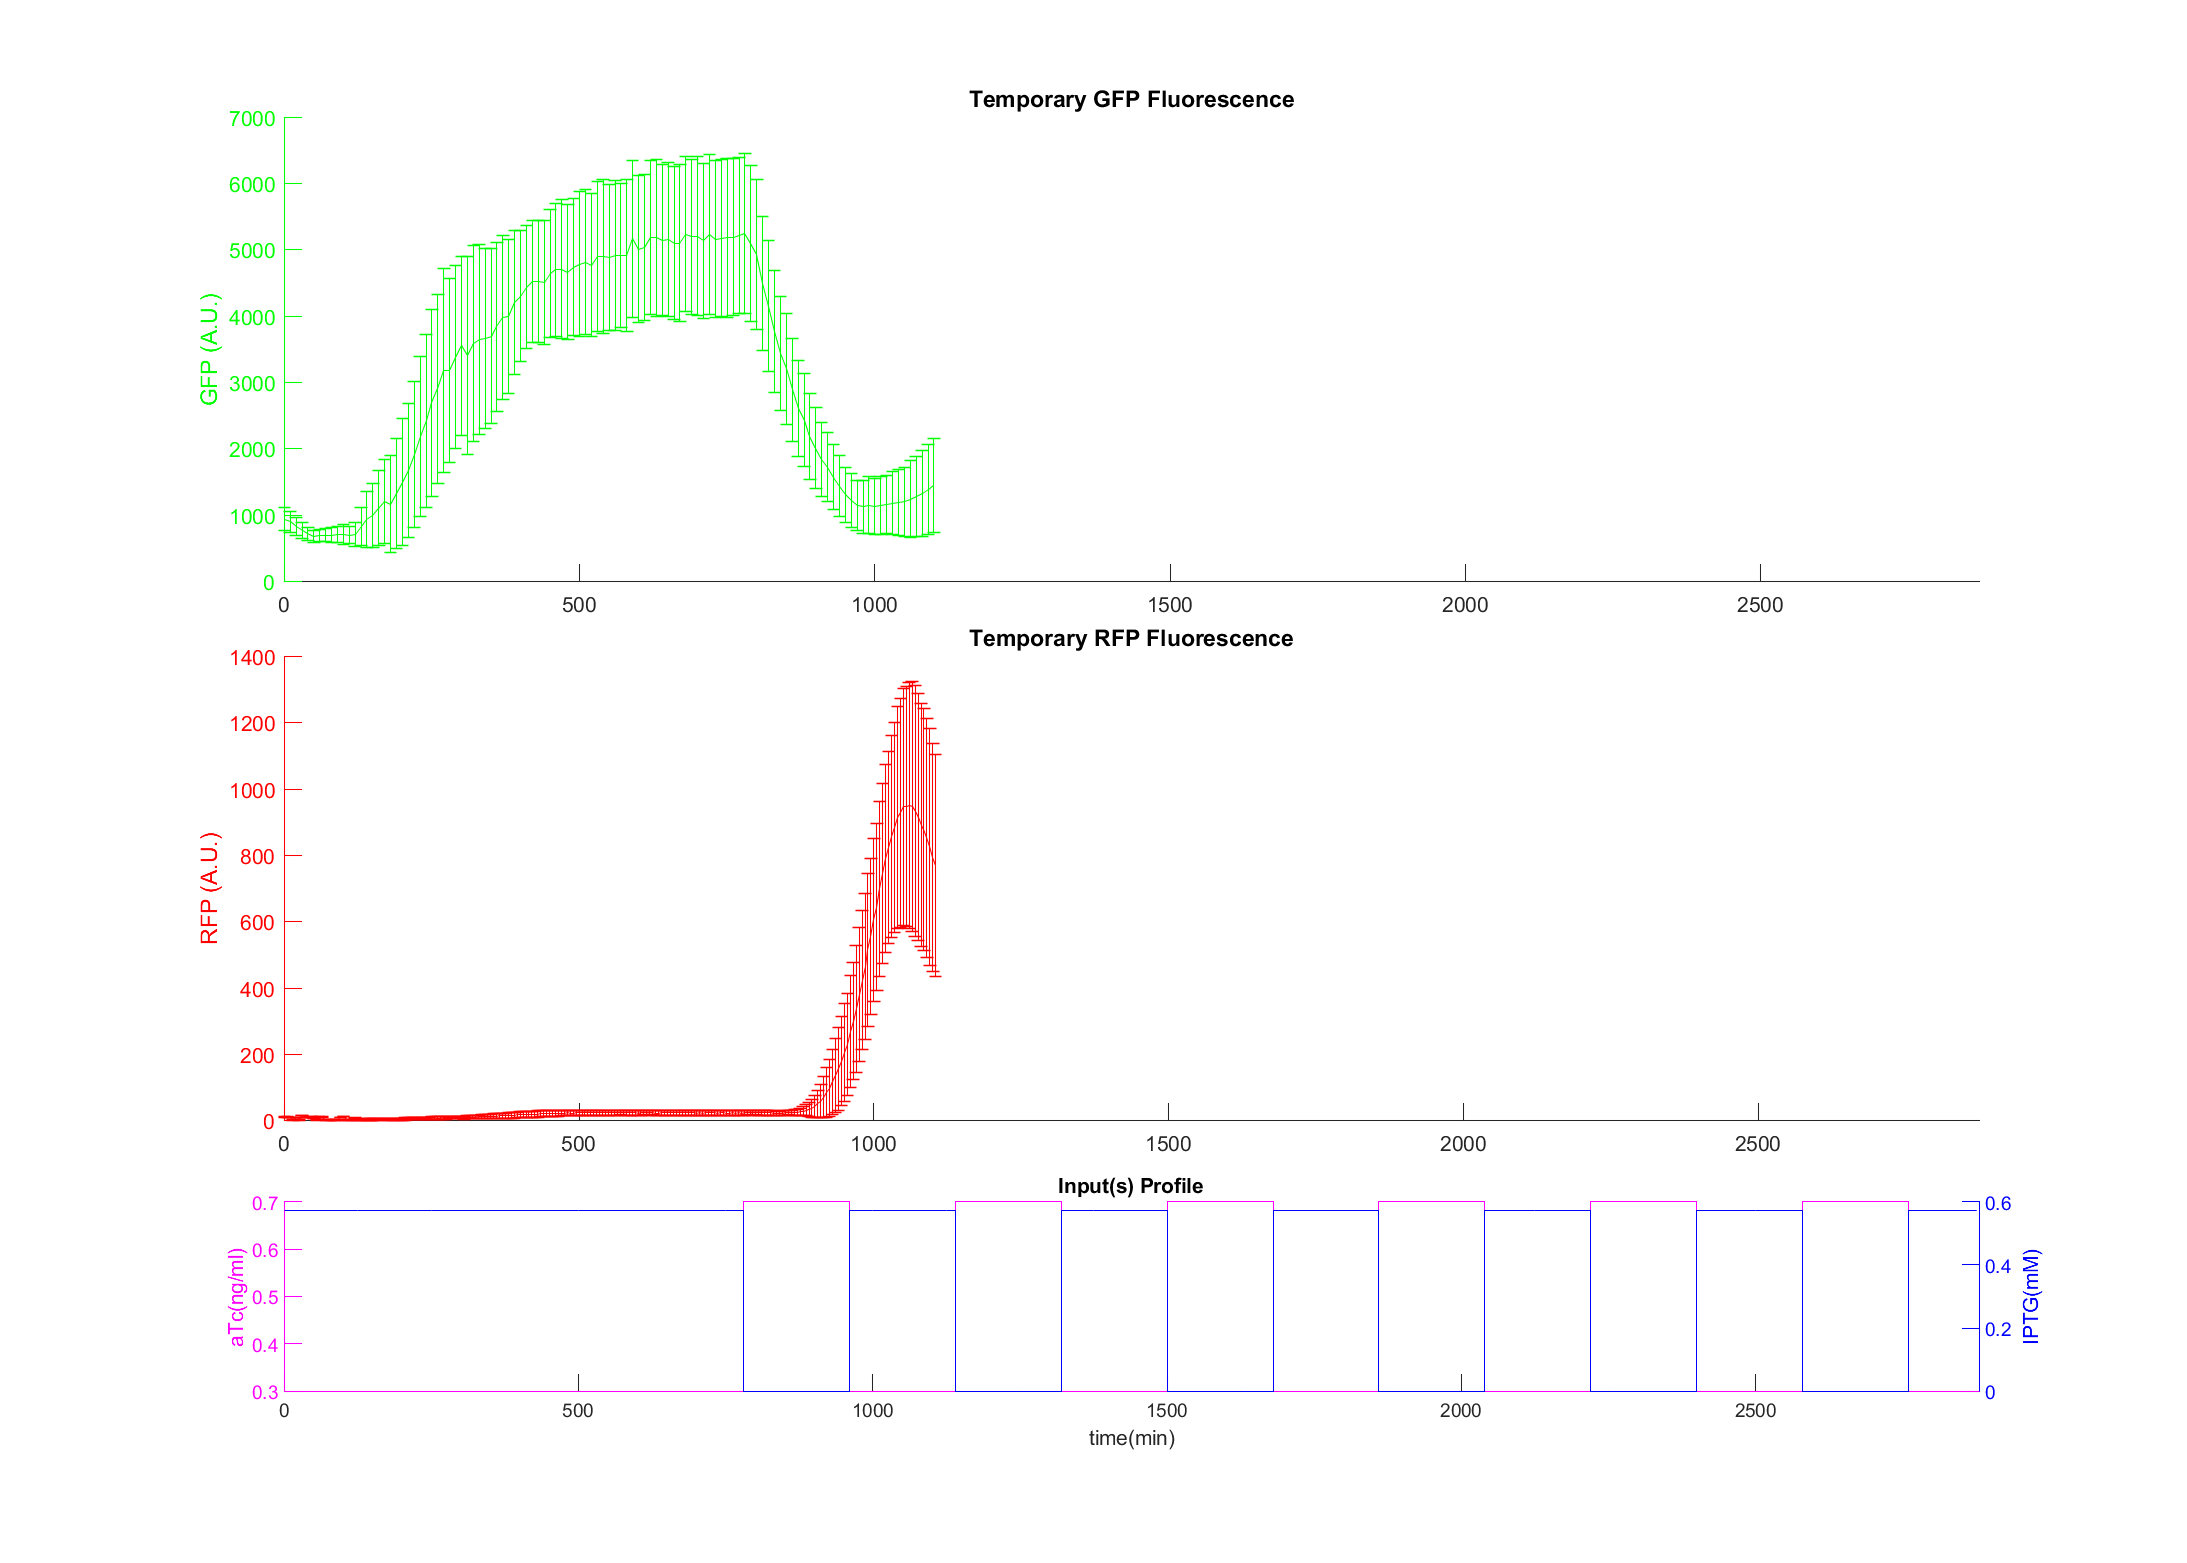 Temporary GFP Fluorescence
7000
6000
5000
4000
3000
2000
1000
0
GFP (A.U.)
0 500 1000 1500 2000 2500
Temporary RFP Fluorescence
1400
1200
1000
800
600
400
200
0
RFP (A.U.)
0 500 1000 1500 2000 2500
Input(s) Profile
0.7
0.6
0.5
0.4
0.3
aTc(ng/ml)
0.6
0.4
0.2
0
IPTG(mM)
0 500 1000 1500 2000 2500
time(min)